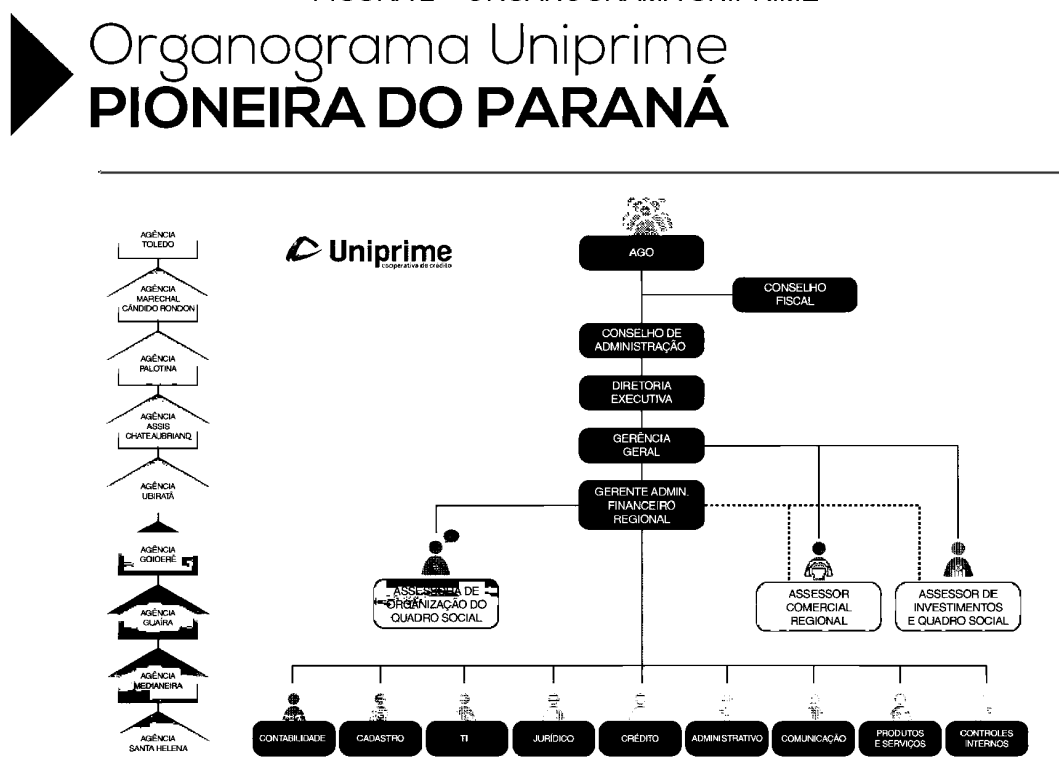 Organograma Uniprime
PIONEIRA DO PARANÁ
AGÊNCIA
TOLEDO
AGÊNCIA
MARECHAL
CÂNDIDO RONDON
AGÊNCIA
PALOTINA
AGÊNCIA
ASSIS
CHATEAUBRIAND
AGÊNCIA
UBIRATÃ
AGÊNCIA
GOIOERÊ
AGÊNCIA
GUAÍRA
AGÊNCIA
MEDIANEIRA
AGÊNCIA
SANTA HELENA
Uniprime
cooperativa de crédito
AGO
CONSELHO
FISCAL
CONSELHO DE
ADMINISTRAÇÃO
DIRETORIA
EXECUTIVA
GERÊNCIA
GERAL
GERENTE ADMIN.
FINANCEIRO
REGIONAL
ASSESSORIA DE
ORGANIZAÇÃO DO
QUADRO SOCIAL
ASSESSOR
COMERCIAL
REGIONAL
ASSESSOR DE
INVESTIMENTOS
E QUADRO SOCIAL
CONTABILIDADE
CADASTRO
TI
JURÍDICO
CRÉDITO
ADMINISTRATIVO
COMUNICAÇÃO
PRODUTOS
E SERVIÇOS
CONTROLES
INTERNOS